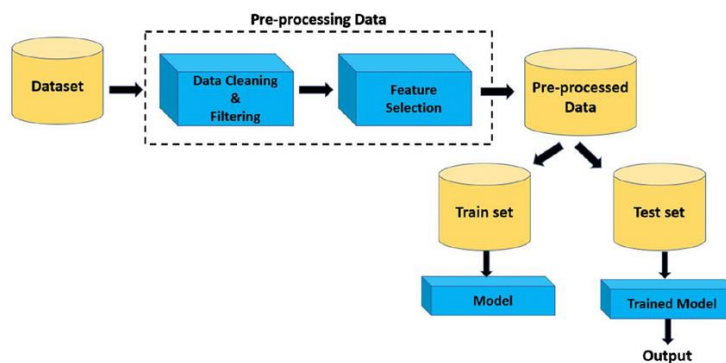 Pre-processing Data
Dataset
Data Cleaning
&
Filtering
Feature
Selection
Pre-processed
Data
Train set
Test set
Model
Trained Model
Output